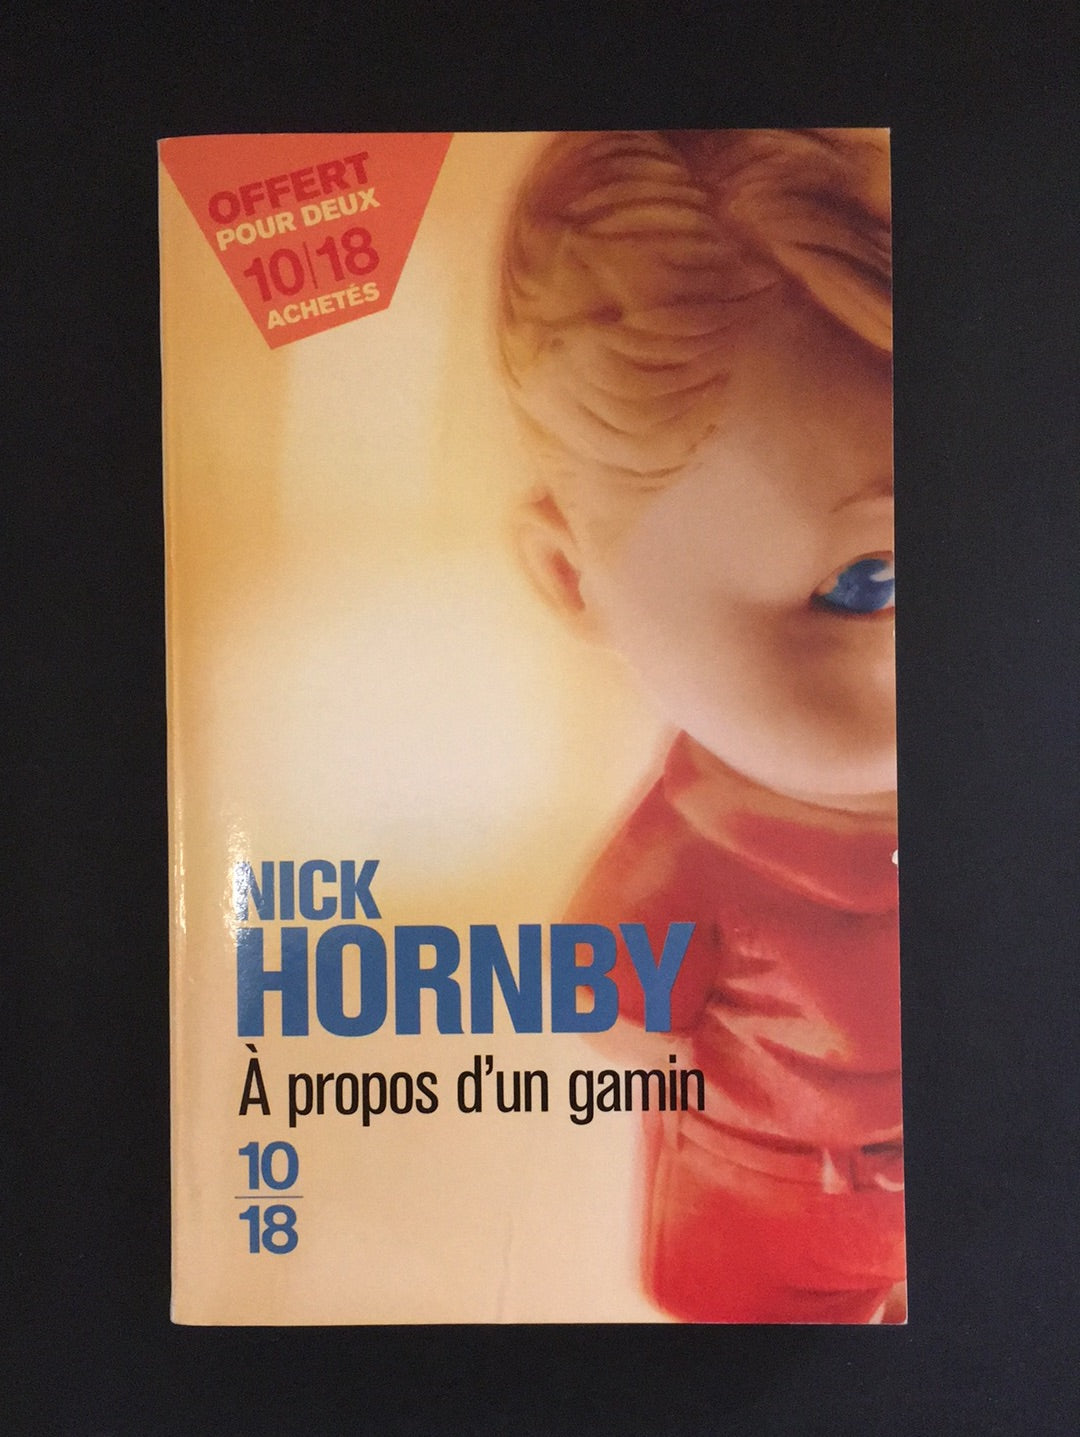 OFFERT
POUR DEUX
10|18
ACHETÉS
NICK
HORNBY
À propos d'un gamin
10
18